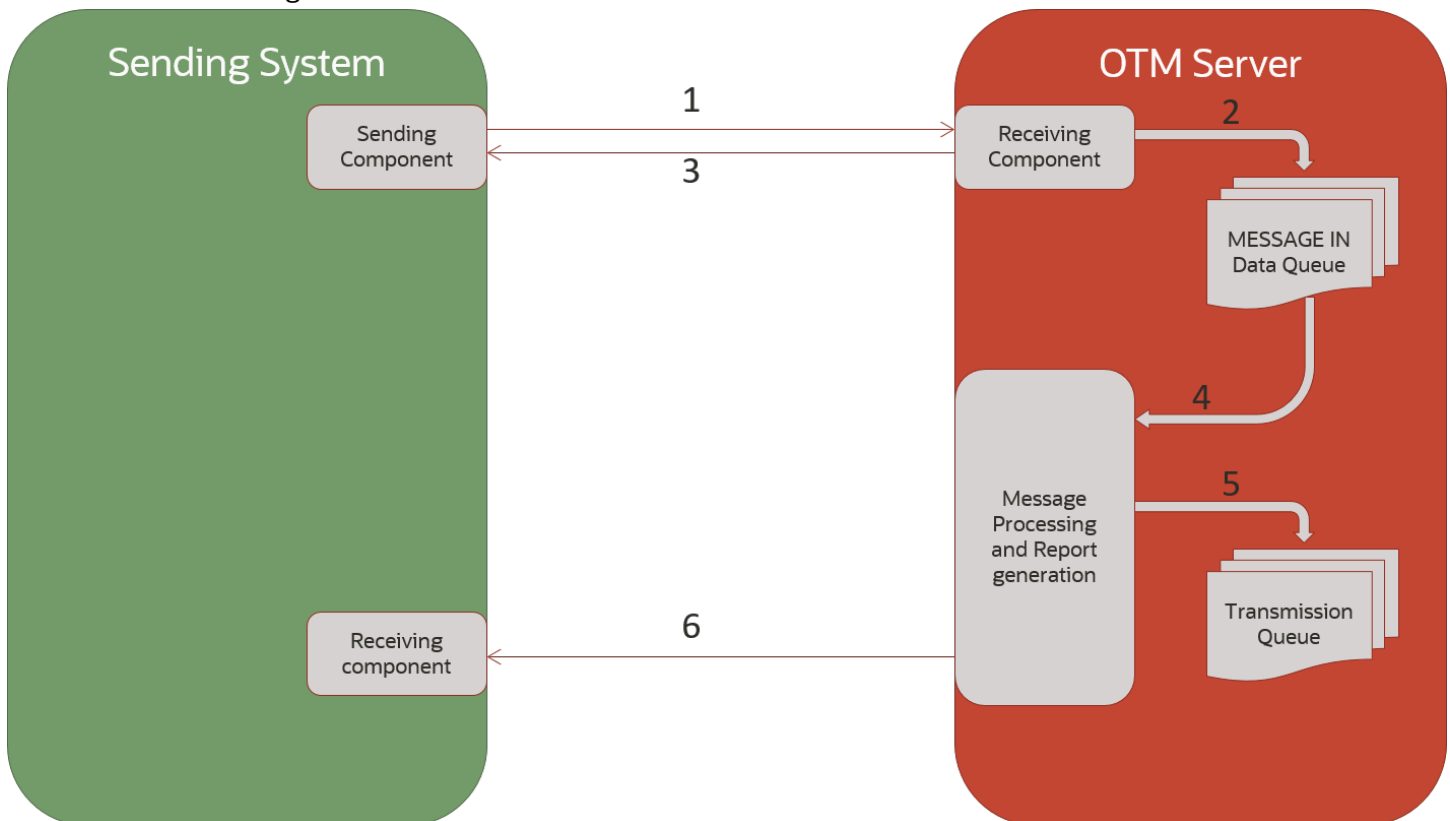 Sending System
OTM Server
1
2
Sending
Component
Receiving
Component
3
MESSAGE IN
Data Queue
4
5
Message
Processing
and Report
generation
Transmission
Queue
6
Receiving
component